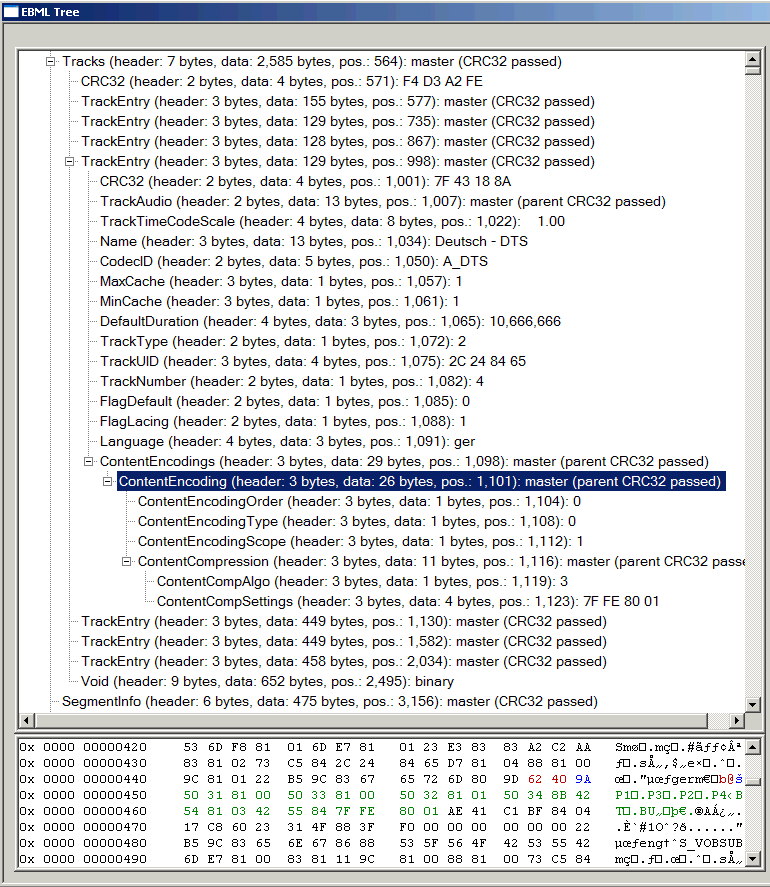 EBML Tree
Tracks (header: 7 bytes, data: 2,585 bytes, pos.: 564): master (CRC32 passed)
CRC32 (header: 2 bytes, data: 4 bytes, pos.: 571): F4 D3 A2 FE
TrackEntry (header: 3 bytes, data: 155 bytes, pos.: 577): master (CRC32 passed)
TrackEntry (header: 3 bytes, data: 129 bytes, pos.: 735): master (CRC32 passed)
TrackEntry (header: 3 bytes, data: 128 bytes, pos.: 867): master (CRC32 passed)
TrackEntry (header: 3 bytes, data: 129 bytes, pos.: 998): master (CRC32 passed)
CRC32 (header: 2 bytes, data: 4 bytes, pos.: 1,001): 7F 43 18 8A
TrackAudio (header: 2 bytes, data: 13 bytes, pos.: 1,007): master (parent CRC32 passed)
TrackTimeCodeScale (header: 4 bytes, data: 8 bytes, pos.: 1,022): 1.00
Name (header: 3 bytes, data: 13 bytes, pos.: 1,034): Deutsch - DTS
CodecID (header: 2 bytes, data: 5 bytes, pos.: 1,050): A_DTS
MaxCache (header: 3 bytes, data: 1 bytes, pos.: 1,057): 1
MinCache (header: 3 bytes, data: 1 bytes, pos.: 1,061): 1
DefaultDuration (header: 4 bytes, data: 3 bytes, pos.: 1,065): 10,666,666
TrackType (header: 2 bytes, data: 1 bytes, pos.: 1,072): 2
TrackUID (header: 3 bytes, data: 4 bytes, pos.: 1,075): 2C 24 84 65
TrackNumber (header: 2 bytes, data: 1 bytes, pos.: 1,082): 4
FlagDefault (header: 2 bytes, data: 1 bytes, pos.: 1,085): 0
FlagLacing (header: 2 bytes, data: 1 bytes, pos.: 1,088): 1
Language (header: 4 bytes, data: 3 bytes, pos.: 1,091): ger
ContentEncodings (header: 3 bytes, data: 29 bytes, pos.: 1,098): master (parent CRC32 passed)
ContentEncoding (header: 3 bytes, data: 26 bytes, pos.: 1,101): master (parent CRC32 passed)
ContentEncodingOrder (header: 3 bytes, data: 1 bytes, pos.: 1,104): 0
ContentEncodingType (header: 3 bytes, data: 1 bytes, pos.: 1,108): 0
ContentEncodingScope (header: 3 bytes, data: 1 bytes, pos.: 1,112): 1
ContentCompression (header: 3 bytes, data: 11 bytes, pos.: 1,116): master (parent CRC32 passe
ContentCompAlgo (header: 3 bytes, data: 1 bytes, pos.: 1,119): 3
ContentCompSettings (header: 3 bytes, data: 4 bytes, pos.: 1,123): 7F FE 80 01
TrackEntry (header: 3 bytes, data: 449 bytes, pos.: 1,130): master (CRC32 passed)
TrackEntry (header: 3 bytes, data: 449 bytes, pos.: 1,582): master (CRC32 passed)
TrackEntry (header: 3 bytes, data: 458 bytes, pos.: 2,034): master (CRC32 passed)
Void (header: 9 bytes, data: 652 bytes, pos.: 2,495): binary
SegmentInfo (header: 6 bytes, data: 475 bytes, pos.: 3,156): master (CRC32 passed)
0x 0000 00000420 53 6D F8 81 01 6D E7 81 01 23 E3 83 83 A2 C2 AA Smø□.mç□.#ãƒƒ¢Âª
0x 0000 00000430 83 81 02 73 C5 84 2C 24 84 65 D7 81 04 88 81 00 ƒ□.sÅ„,$„e×□.ˆ□.
0x 0000 00000440 9C 81 01 22 B5 9C 83 67 65 72 6D 80 9D 62 40 9A œ□."µœƒgerm€□b@š
0x 0000 00000450 50 31 81 00 50 33 81 00 50 32 81 01 50 34 8B 42 P1□.P3□.P2□.P4‹B
0x 0000 00000460 54 81 03 42 55 84 7F FE 80 01 AE 41 C1 BF 84 04 T□.BU„□þ€.®AÁ¿„.
0x 0000 00000470 17 C8 60 23 31 4F 88 3F F0 00 00 00 00 00 00 22 .È`#1Oˆ?ð......"
0x 0000 00000480 B5 9C 83 65 6E 67 86 88 53 5F 56 4F 42 53 55 42 µœƒeng†ˆS_VOBSUB
0x 0000 00000490 6D E7 81 00 83 81 11 9C 81 00 88 81 00 73 C5 84 mç□.ƒ□.œ□.ˆ□.sÅ„